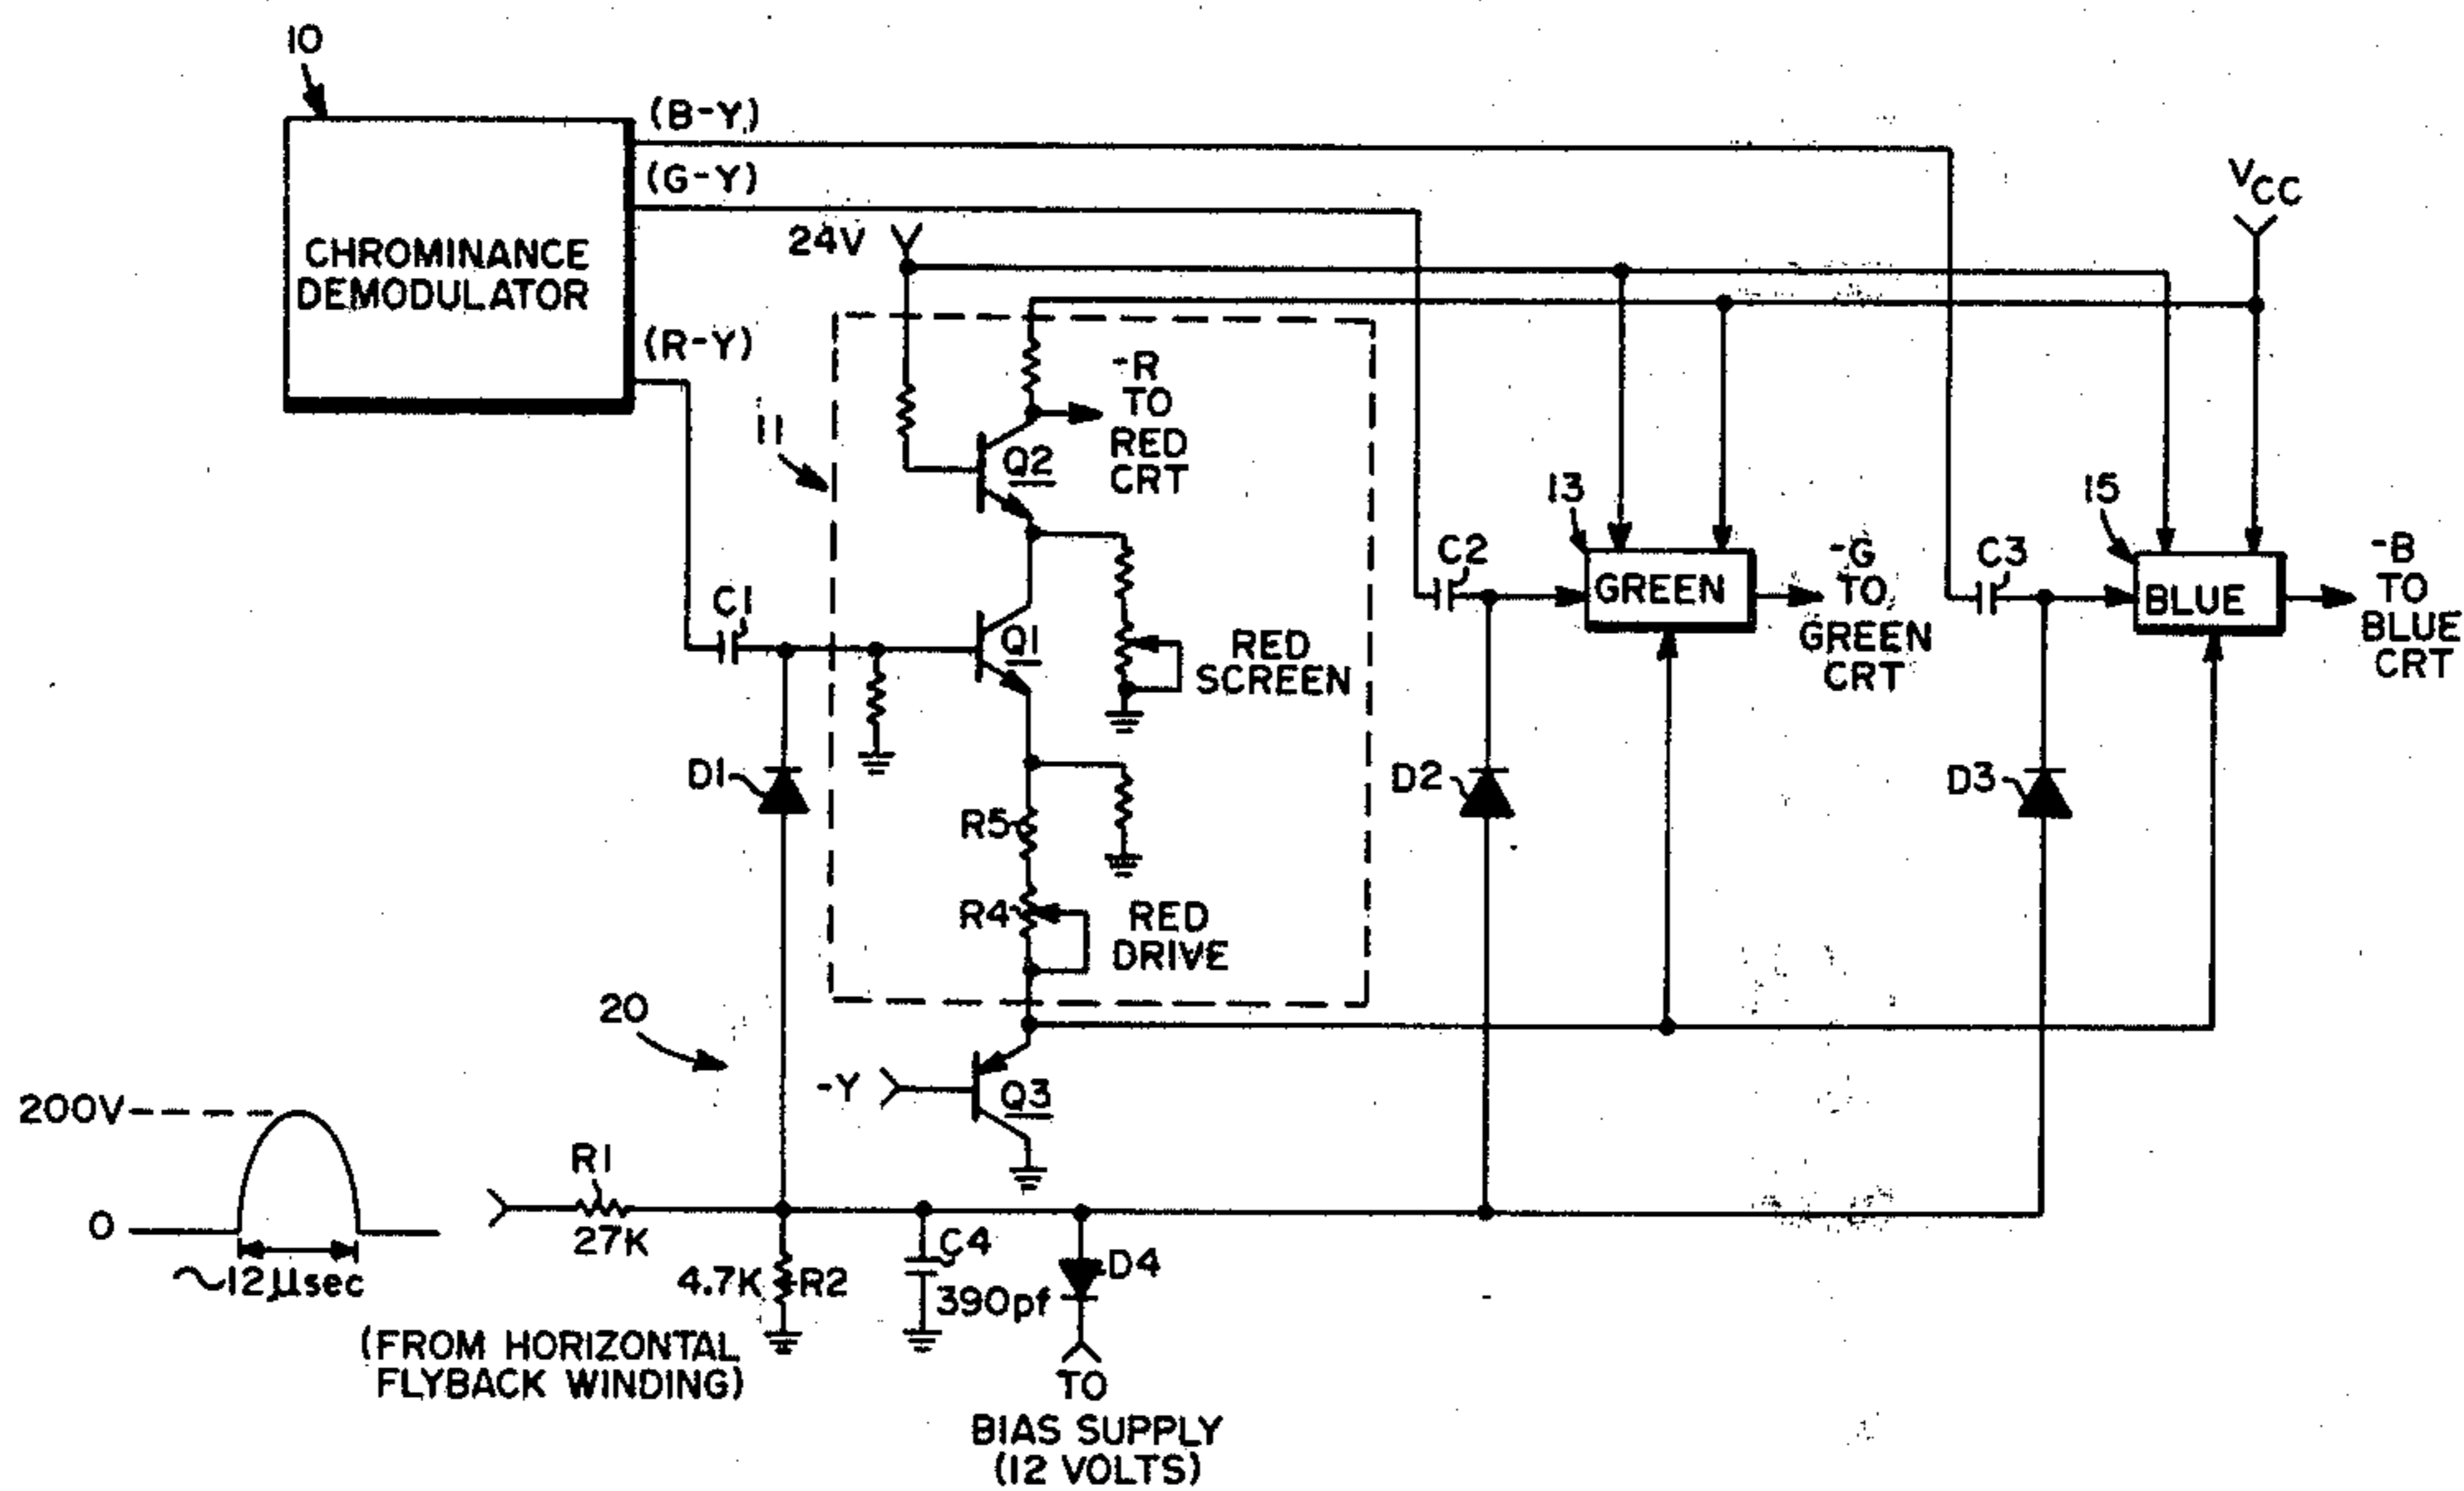 10
(B-Y)
(G-Y)
(R-Y)
CHROMINANCE
DEMODULATOR
24V
VCC
11
-R
TO
RED
CRT
Q2
C1
Q1
RED
SCREEN
D1
R5
R4
RED
DRIVE
C2
13
GREEN
-G
TO
GREEN
CRT
C3
15
BLUE
-B
TO
BLUE
CRT
D2
D3
20
-Y
Q3
200V
0
~12μsec
R1
27K
(FROM HORIZONTAL
FLYBACK WINDING)
4.7K
R2
C4
390pf
D4
TO
BIAS SUPPLY
(12 VOLTS)